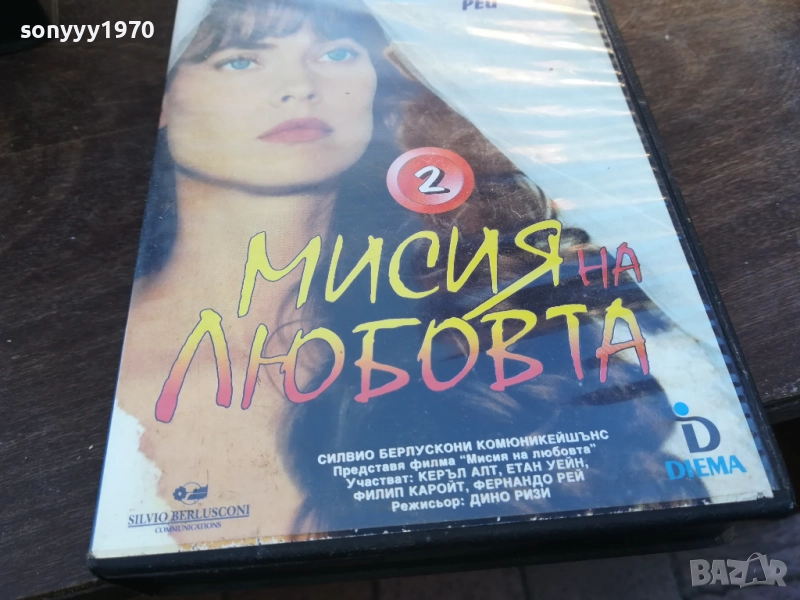 sonyyy1970
РЕЙ
2
МИСИЯ НА
ЛЮБОВТА
СИЛВИО БЕРЛУСКОНИ КОМЮНИКЕЙШЪНС
Представя филма "Мисия на любовта"
Участват: КЕРЪЛ АЛТ, ЕТАН УЕЙН,
ФИЛИП КАРОЙТ, ФЕРНАНДО РЕЙ
Режисьор: ДИНО РИЗИ
SILVIO BERLUSCONI
COMMUNICATIONS
D
DIEMA
BAZAR